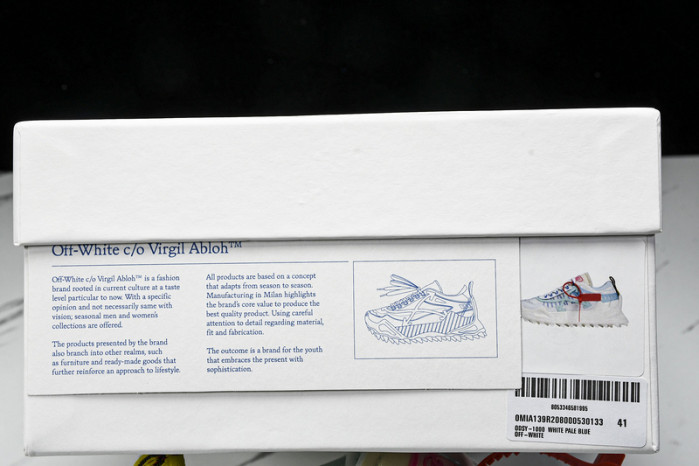 Off-White c/o Virgil Abloh™
Off-White c/o Virgil Abloh™ is a fashion
brand rooted in current culture at a taste
level particular to now. With a specific
opinion and not necessarily same with
vision; seasonal men and women's
collections are offered.
The products presented by the brand
also branch into other realms, such
as furniture and ready-made goods that
further reinforce an approach to lifestyle.
All products are based on a concept
that adapts from season to season.
Manufacturing in Milan highlights
the brand's core value to produce the
best quality product. Using careful
attention to detail regarding material,
fit and fabrication.
The outcome is a brand for the youth
that embraces the present with
sophistication.
0053348581995
OMIA139R20B000530133 41
ODSY-1000 WHITE PALE BLUE
OFF-WHITE